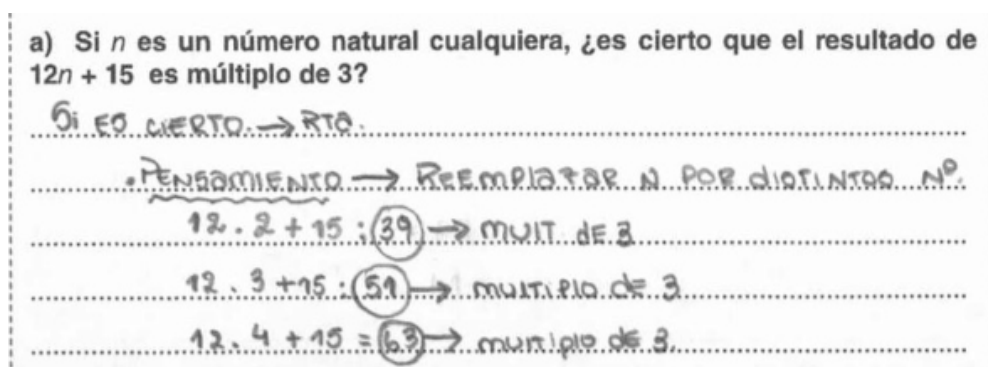 a) Si n es un número natural cualquiera, ¿es cierto que el resultado de
12n + 15 es múltiplo de 3?
Si ES CIERTO. → RTA.
. PENSAMIENTO → REEMPLAZAR N POR DISTINTOS Nº.
12 . 2 + 15 : 39 → MULT DE 3
12 . 3 + 15 : 51 → MULTIPLO DE 3
12 . 4 + 15 = 63 → MULTIPLO DE 3.